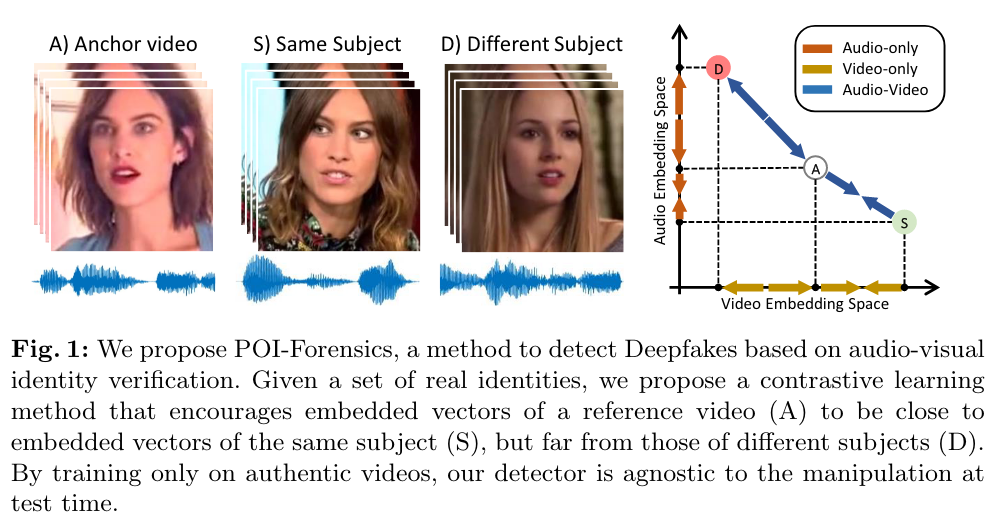 A) Anchor video
S) Same Subject
D) Different Subject
Audio-only
Video-only
Audio-Video
D
A
S
Audio Embedding Space
Video Embedding Space
Fig. 1: We propose POI-Forensics, a method to detect Deepfakes based on audio-visual
identity verification. Given a set of real identities, we propose a contrastive learning
method that encourages embedded vectors of a reference video (A) to be close to
embedded vectors of the same subject (S), but far from those of different subjects (D).
By training only on authentic videos, our detector is agnostic to the manipulation at
test time.